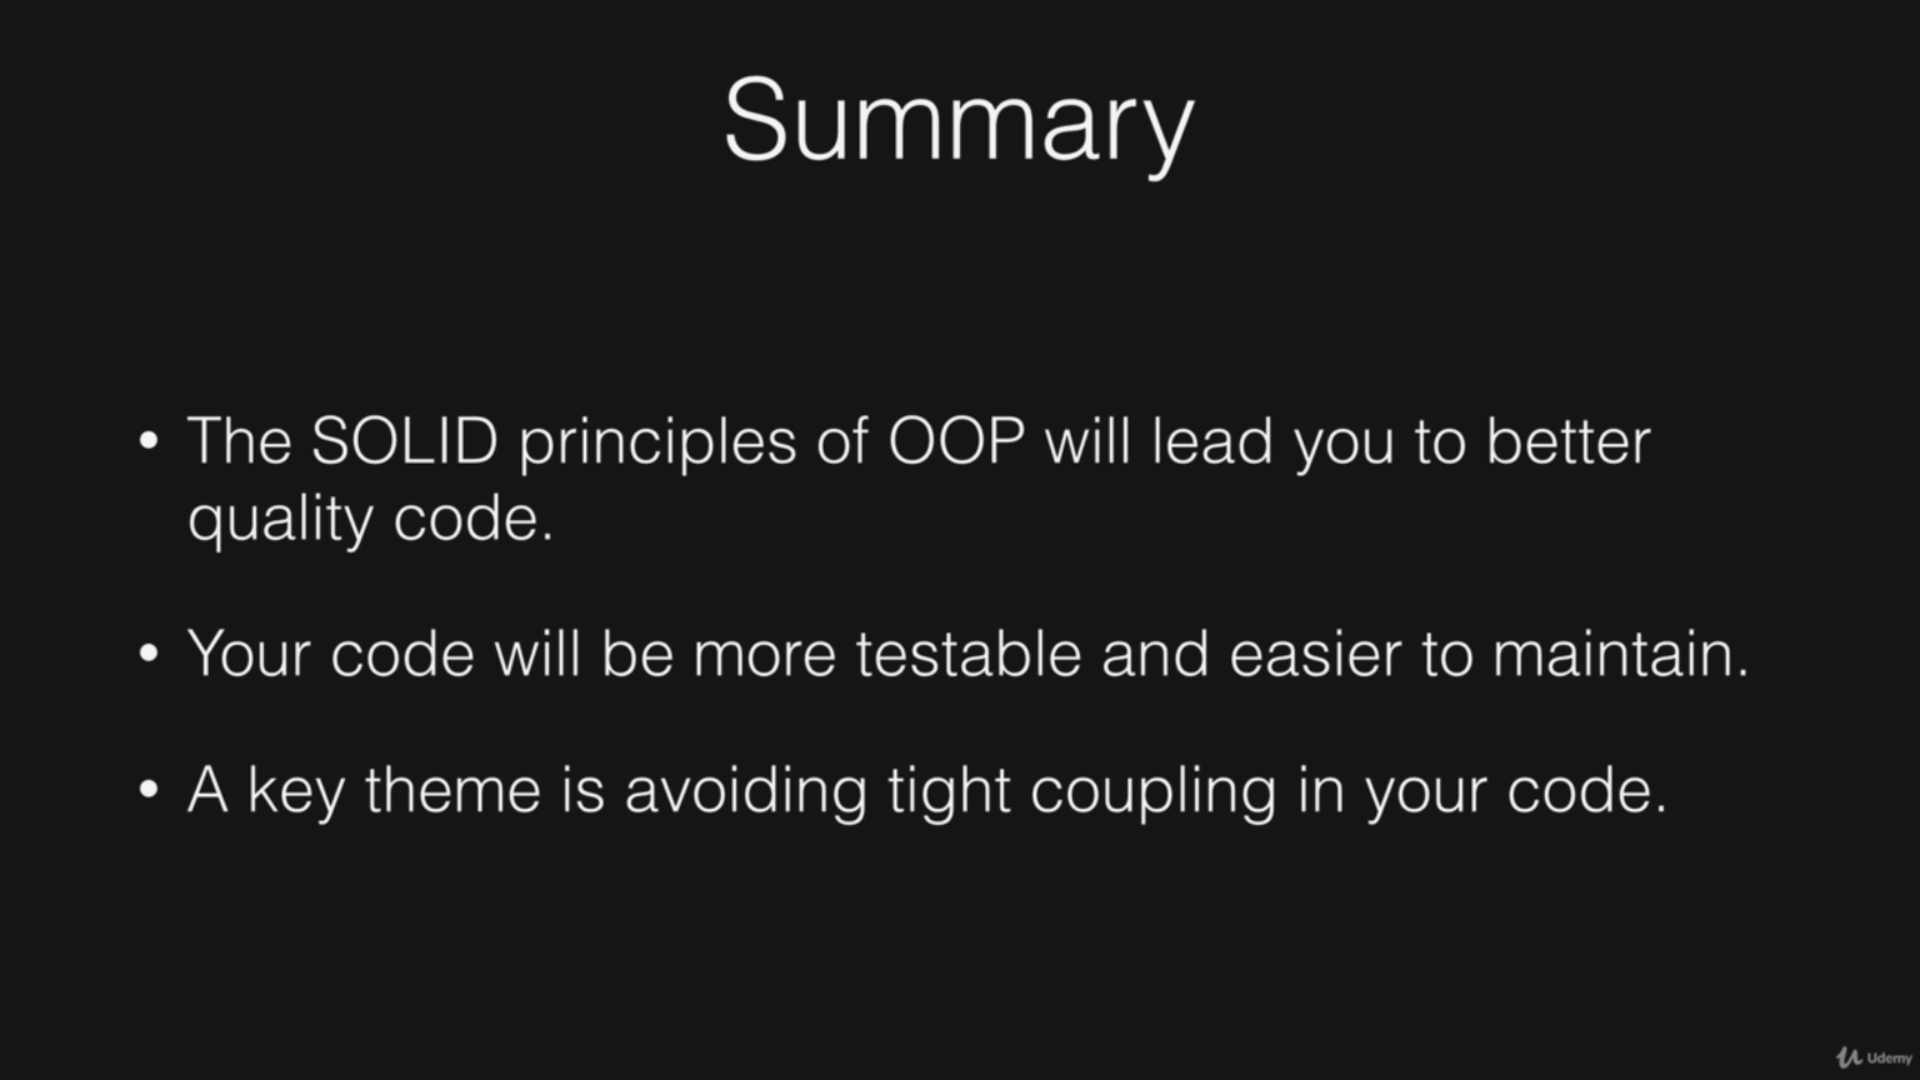 Summary
• The SOLID principles of OOP will lead you to better
quality code.
• Your code will be more testable and easier to maintain.
• A key theme is avoiding tight coupling in your code.
Udemy